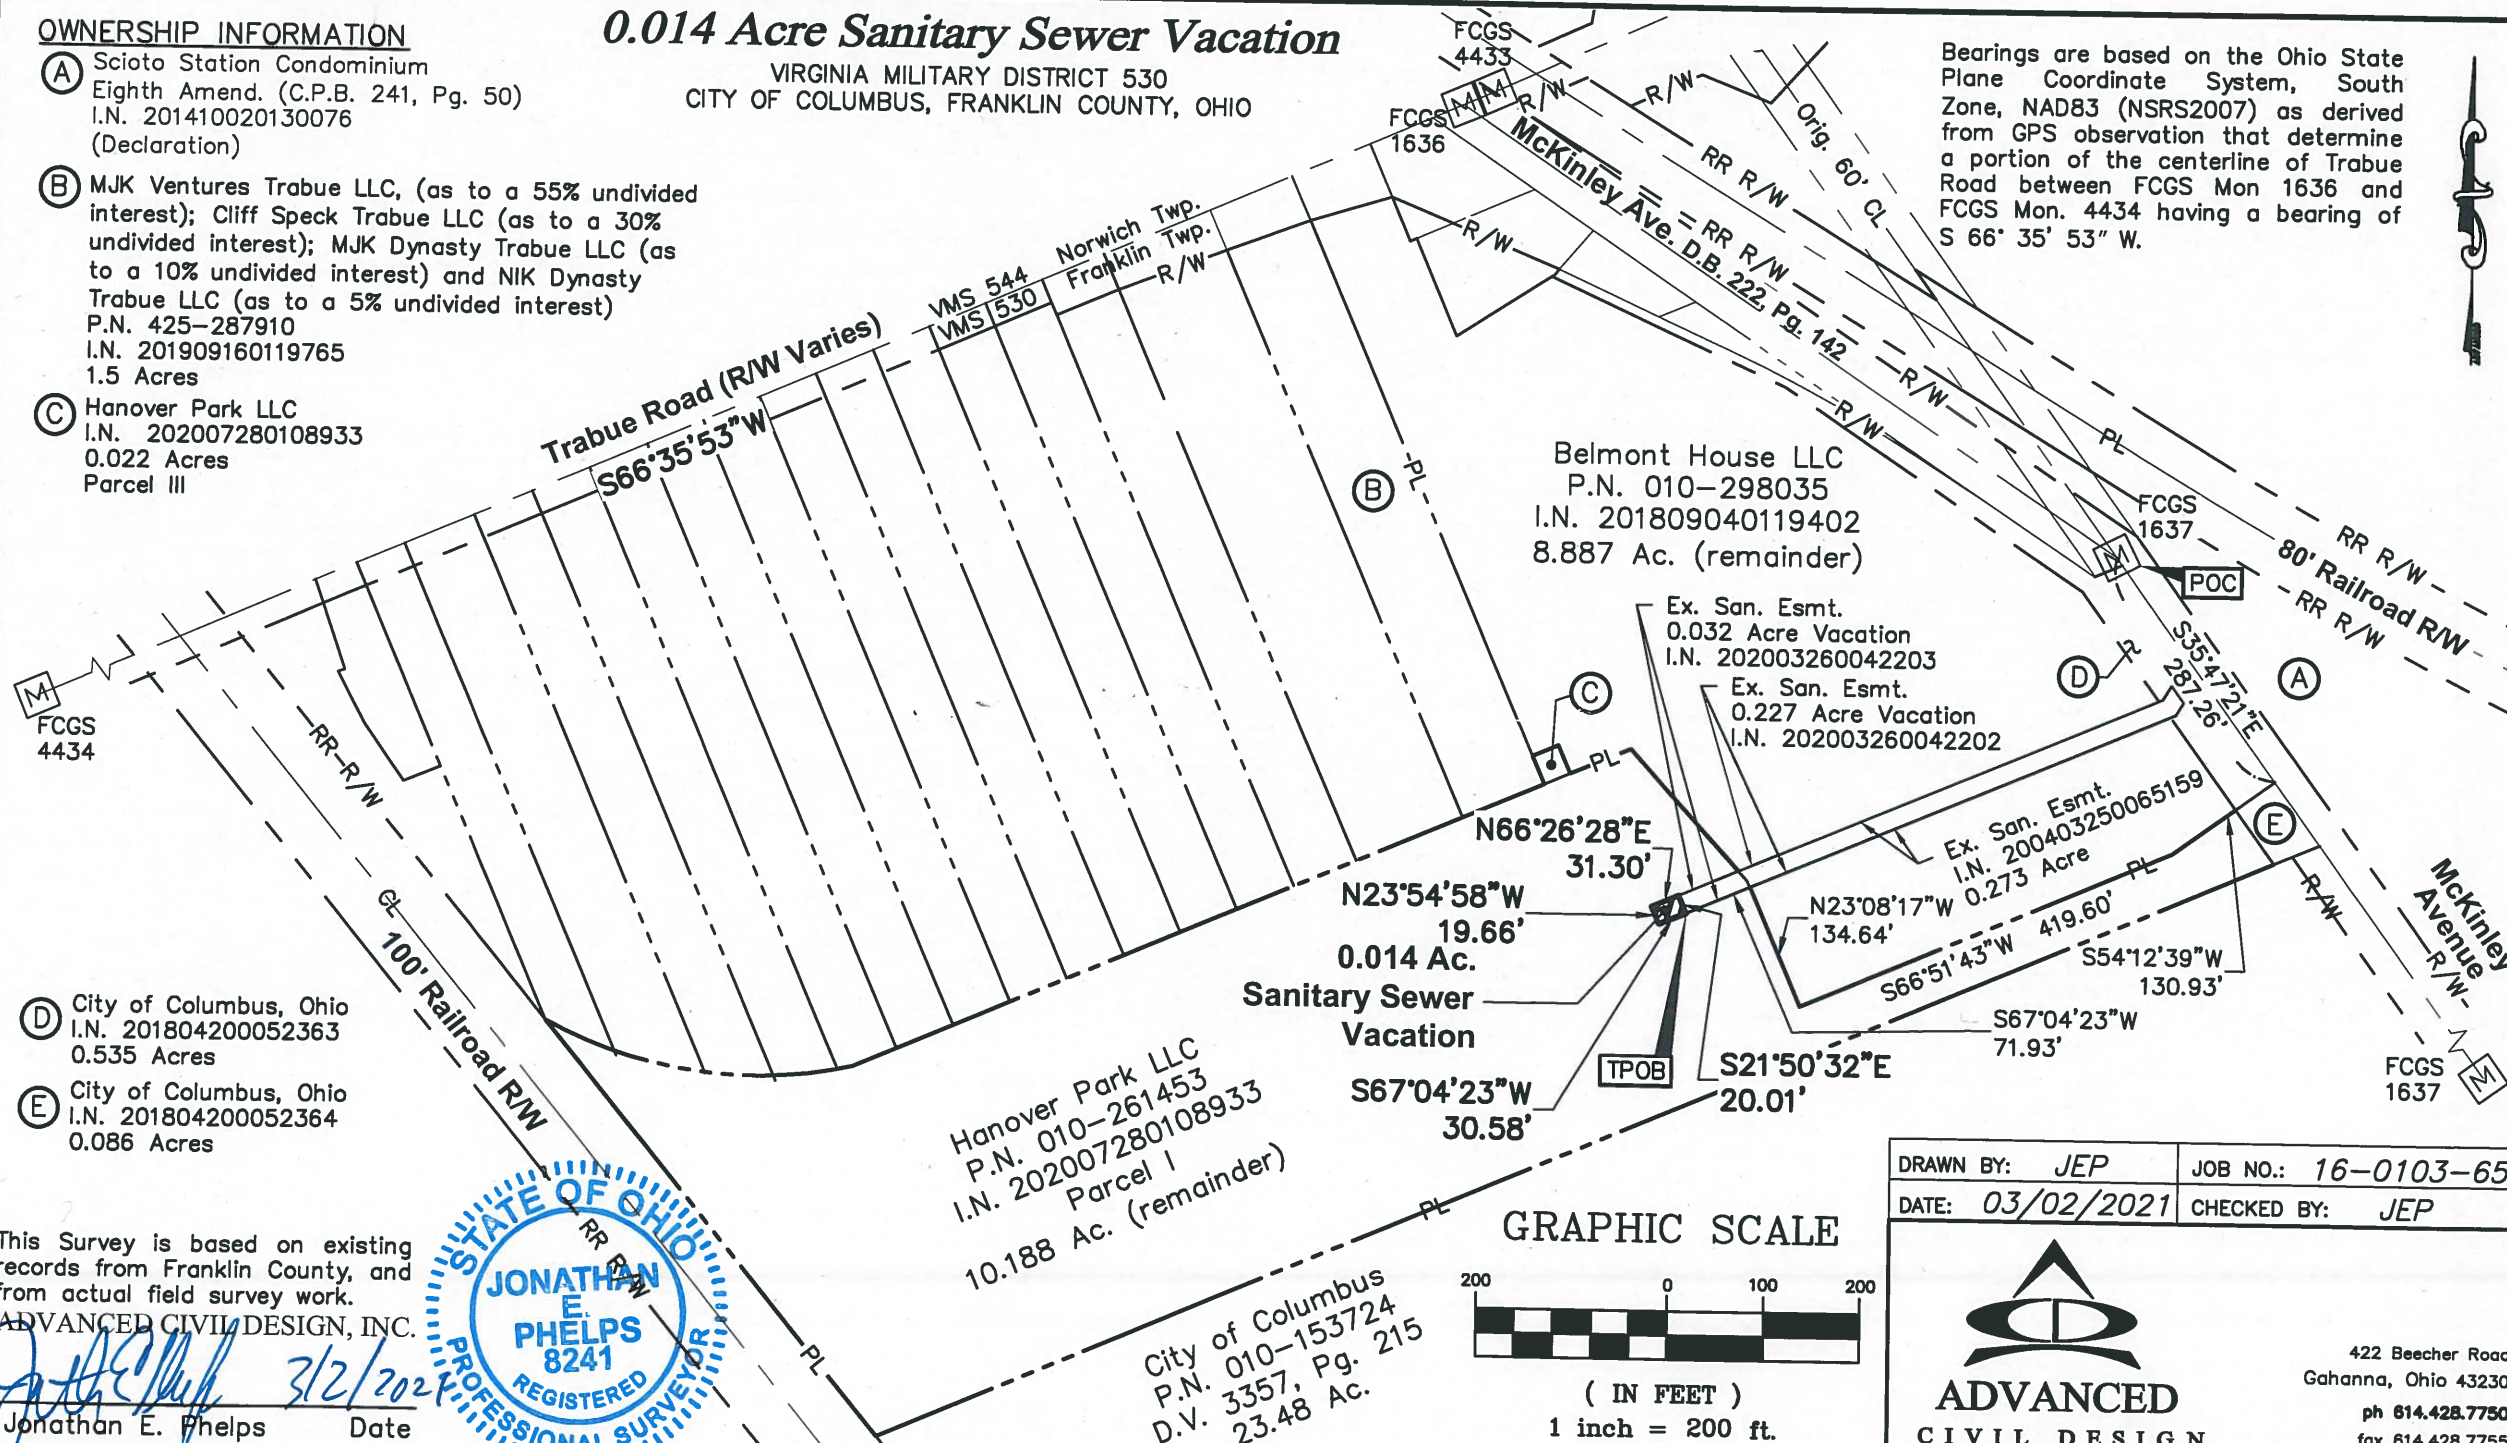 0.014 Acre Sanitary Sewer Vacation
VIRGINIA MILITARY DISTRICT 530
CITY OF COLUMBUS, FRANKLIN COUNTY, OHIO
OWNERSHIP INFORMATION
A Scioto Station Condominium
Eighth Amend. (C.P.B. 241, Pg. 50)
I.N. 201410020130076
(Declaration)
B MJK Ventures Trabue LLC, (as to a 55% undivided
interest); Cliff Speck Trabue LLC (as to a 30%
undivided interest); MJK Dynasty Trabue LLC (as
to a 10% undivided interest) and NIK Dynasty
Trabue LLC (as to a 5% undivided interest)
P.N. 425-287910
I.N. 201909160119765
1.5 Acres
C Hanover Park LLC
I.N. 202007280108933
0.022 Acres
Parcel III
Bearings are based on the Ohio State
Plane Coordinate System, South
Zone, NAD83 (NSRS2007) as derived
from GPS observation that determine
a portion of the centerline of Trabue
Road between FCGS Mon 1636 and
FCGS Mon. 4434 having a bearing of
S 66° 35' 53" W.
FCGS
4433
FCGS
1636
M
M
R/W
R/W
Orig. 60' CL
RR R/W
McKinley Ave.
D.B. 222, Pg. 142
RR R/W
R/W
R/W
R/W
PL
Norwich Twp.
Franklin Twp.
R/W
VMS 544
VMS 530
Trabue Road (R/W Varies)
S66°35'53"W
PL
B
Belmont House LLC
P.N. 010-298035
I.N. 201809040119402
8.887 Ac. (remainder)
FCGS
1637
M
POC
RR R/W
80' Railroad R/W
RR R/W
Ex. San. Esmt.
0.032 Acre Vacation
I.N. 202003260042203
Ex. San. Esmt.
0.227 Acre Vacation
I.N. 202003260042202
D
S35°47'21"E
287.26'
A
C
PL
M
FCGS
4434
RR R/W
CL
100' Railroad R/W
N66°26'28"E
31.30'
N23°54'58"W
19.66'
0.014 Ac.
Sanitary Sewer
Vacation
S67°04'23"W
30.58'
TPOB
S21°50'32"E
20.01'
Ex. San. Esmt.
I.N. 200403250065159
0.273 Acre
PL
E
N23°08'17"W
134.64'
S66°51'43"W 419.60'
S54°12'39"W
130.93'
S67°04'23"W
71.93'
R/W
McKinley
Avenue
R/W
FCGS
1637
M
D City of Columbus, Ohio
I.N. 201804200052363
0.535 Acres
E City of Columbus, Ohio
I.N. 201804200052364
0.086 Acres
Hanover Park LLC
P.N. 010-261453
I.N. 202007280108933
Parcel I
10.188 Ac. (remainder)
PL
RR R/W
PL
City of Columbus
P.N. 010-153724
D.V. 3357, Pg. 215
23.48 Ac.
This Survey is based on existing
records from Franklin County, and
from actual field survey work.
ADVANCED CIVIL DESIGN, INC.
3/2/2021
Jonathan E. Phelps Date
STATE OF OHIO
JONATHAN
E.
PHELPS
8241
REGISTERED
PROFESSIONAL SURVEYOR
GRAPHIC SCALE
200 0 100 200
( IN FEET )
1 inch = 200 ft.
DRAWN BY: JEP JOB NO.: 16-0103-65
DATE: 03/02/2021 CHECKED BY: JEP
ADVANCED
CIVIL DESIGN
422 Beecher Road
Gahanna, Ohio 43230
ph 614.428.7750
fax 614.428.7755